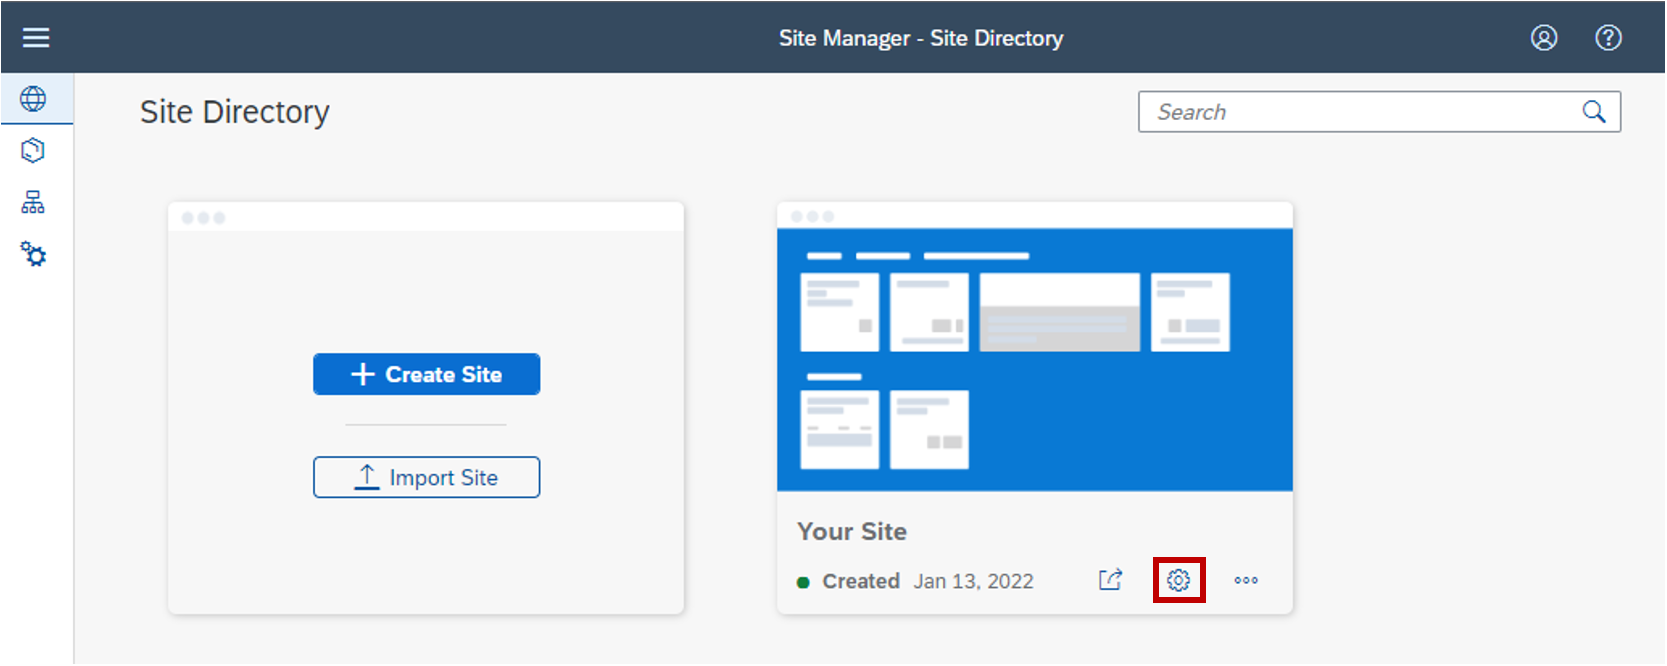 Site Manager - Site Directory
Site Directory
Search
Create Site
Import Site
Your Site
Created Jan 13, 2022